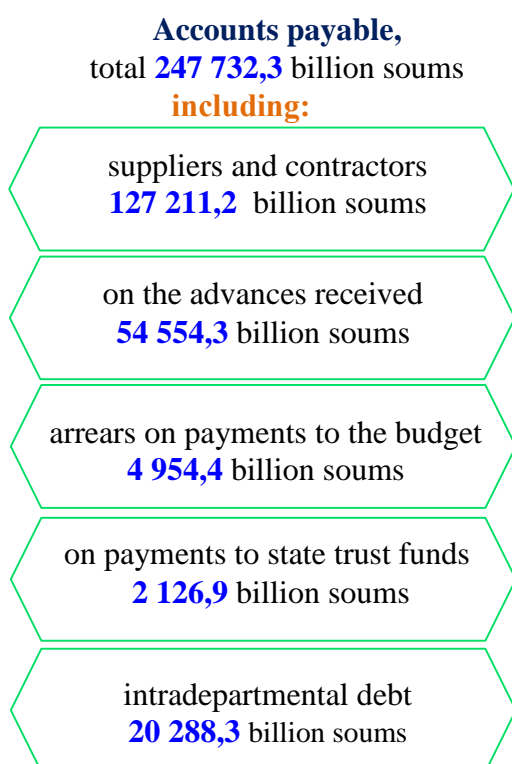 Accounts payable,
total 247 732,3 billion soums
including:
suppliers and contractors
127 211,2 billion soums
on the advances received
54 554,3 billion soums
arrears on payments to the budget
4 954,4 billion soums
on payments to state trust funds
2 126,9 billion soums
intradepartmental debt
20 288,3 billion soums